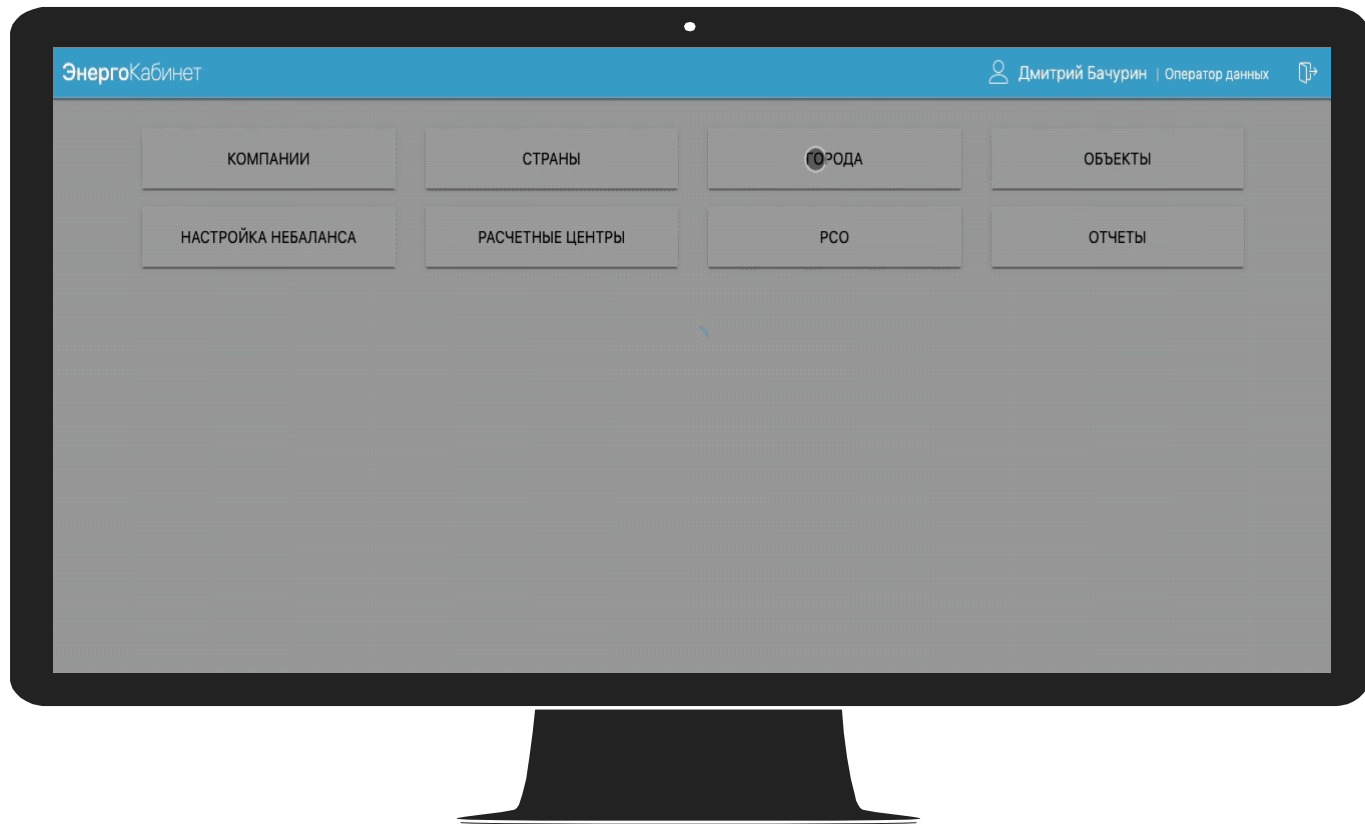 ЭнергоКабинет
Дмитрий Бачурин | Оператор данных
КОМПАНИИ
СТРАНЫ
ГОРОДА
ОБЪЕКТЫ
НАСТРОЙКА НЕБАЛАНСА
РАСЧЕТНЫЕ ЦЕНТРЫ
РСО
ОТЧЕТЫ